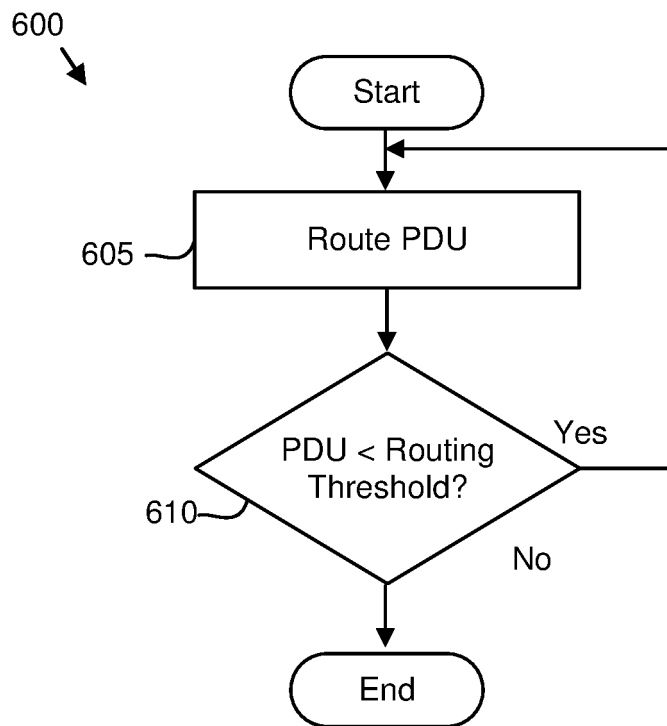 600
Start
605
Route PDU
PDU < Routing
Threshold?
Yes
610
No
End